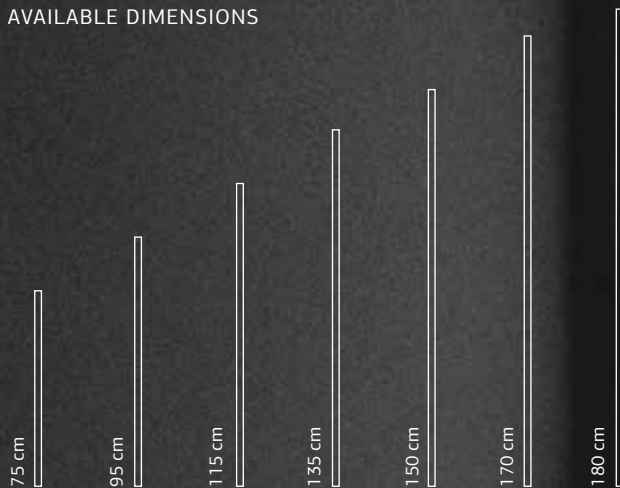 AVAILABLE DIMENSIONS
75 cm
95 cm
115 cm
135 cm
150 cm
170 cm
180 cm